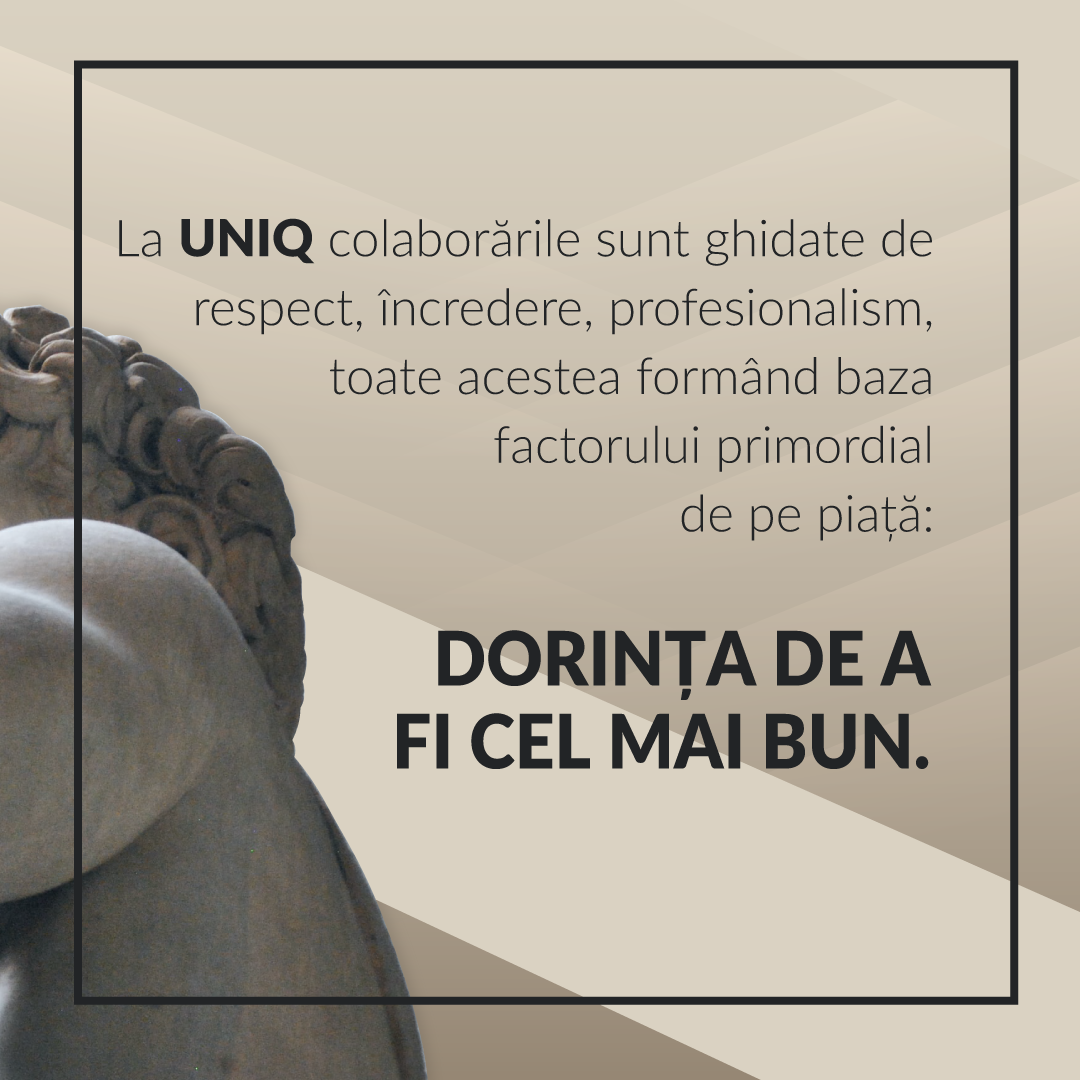 La UNIQ colaborările sunt ghidate de
respect, încredere, profesionalism,
toate acestea formând baza
factorului primordial
de pe piață:
DORINȚA DE A
FI CEL MAI BUN.